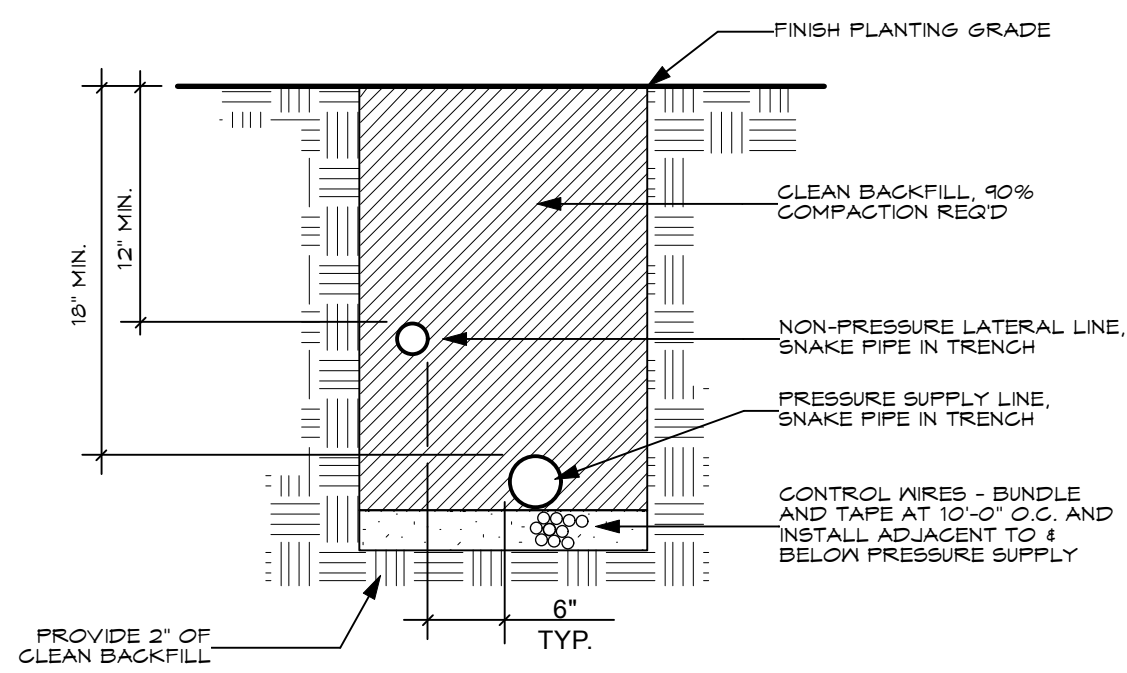 FINISH PLANTING GRADE
18" MIN.
12" MIN.
CLEAN BACKFILL, 90%
COMPACTION REQ'D
NON-PRESSURE LATERAL LINE,
SNAKE PIPE IN TRENCH
PRESSURE SUPPLY LINE,
SNAKE PIPE IN TRENCH
CONTROL WIRES - BUNDLE
AND TAPE AT 10'-0" O.C. AND
INSTALL ADJACENT TO &
BELOW PRESSURE SUPPLY
6"
TYP.
PROVIDE 2" OF
CLEAN BACKFILL